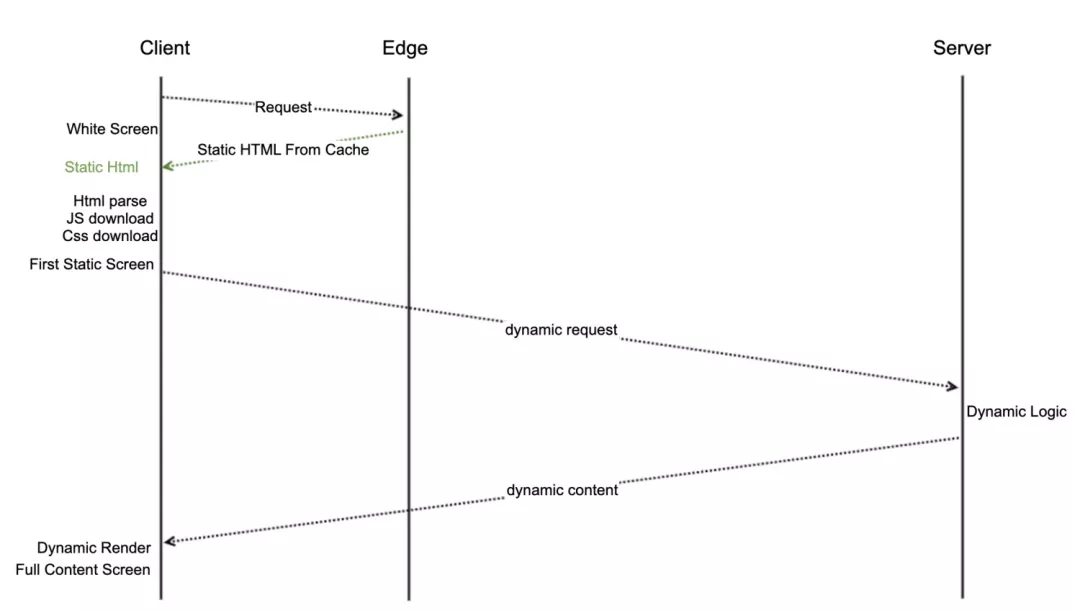 Client
Edge
Server
Request
White Screen
Static HTML From Cache
Static Html
Html parse
JS download
Css download
First Static Screen
dynamic request
Dynamic Logic
dynamic content
Dynamic Render
Full Content Screen